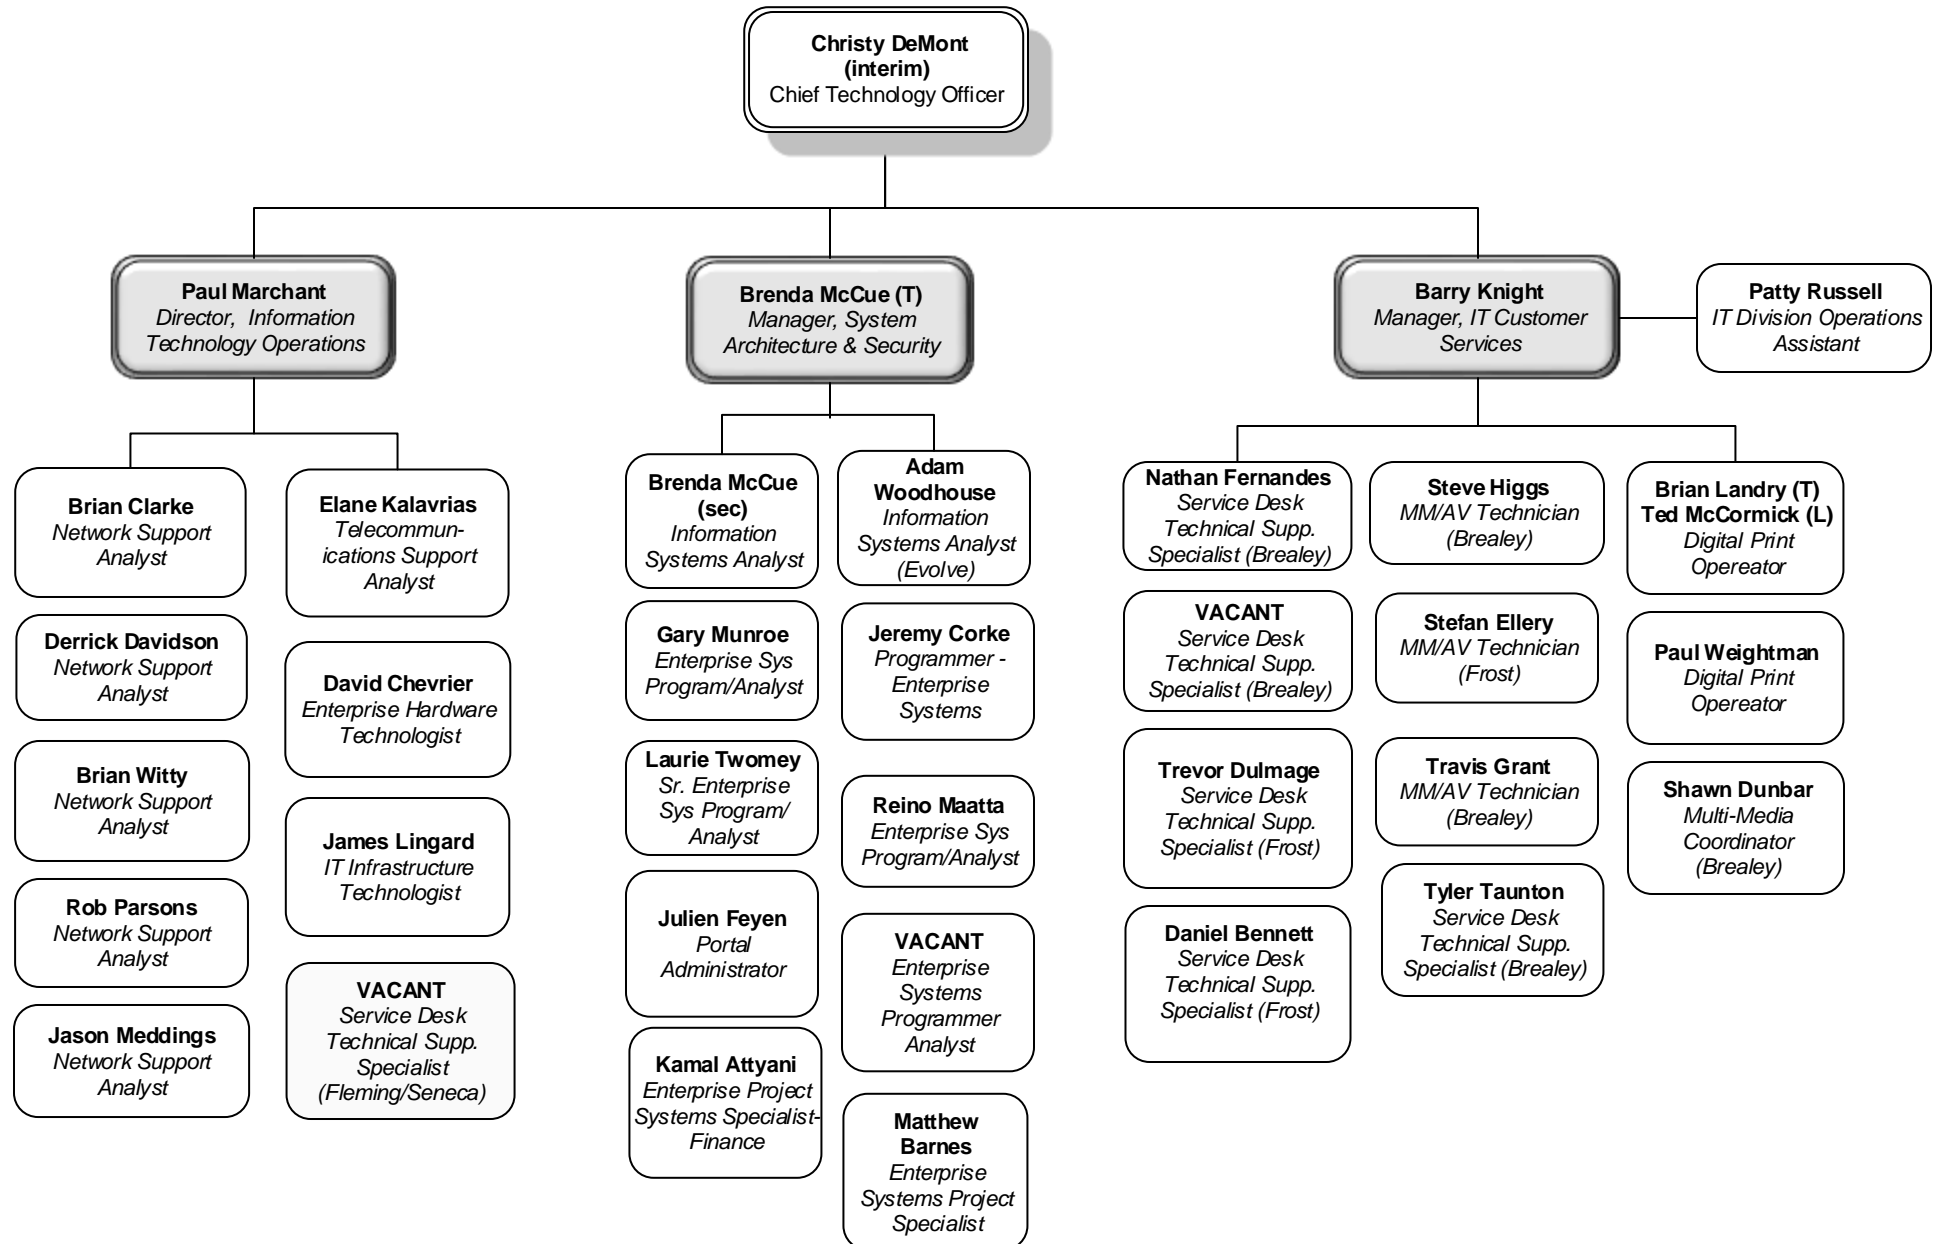 Christy DeMont
(interim)
Chief Technology Officer
Paul Marchant
Director, Information
Technology Operations
Brenda McCue (T)
Manager, System
Architecture & Security
Barry Knight
Manager, IT Customer
Services
Patty Russell
IT Division Operations
Assistant
Brian Clarke
Network Support
Analyst
Derrick Davidson
Network Support
Analyst
Brian Witty
Network Support
Analyst
Rob Parsons
Network Support
Analyst
Jason Meddings
Network Support
Analyst
Elane Kalavrias
Telecommun-
ications Support
Analyst
David Chevrier
Enterprise Hardware
Technologist
James Lingard
IT Infrastructure
Technologist
VACANT
Service Desk
Technical Supp.
Specialist
(Fleming/Seneca)
Brenda McCue
(sec)
Information
Systems Analyst
Gary Munroe
Enterprise Sys
Program/Analyst
Laurie Twomey
Sr. Enterprise
Sys Program/
Analyst
Julien Feyen
Portal
Administrator
Kamal Attyani
Enterprise Project
Systems Specialist-
Finance
Adam
Woodhouse
Information
Systems Analyst
(Evolve)
Jeremy Corke
Programmer -
Enterprise
Systems
Reino Maatta
Enterprise Sys
Program/Analyst
VACANT
Enterprise
Systems
Programmer
Analyst
Matthew
Barnes
Enterprise
Systems Project
Specialist
Nathan Fernandes
Service Desk
Technical Supp.
Specialist (Brealey)
VACANT
Service Desk
Technical Supp.
Specialist (Brealey)
Trevor Dulmage
Service Desk
Technical Supp.
Specialist (Frost)
Daniel Bennett
Service Desk
Technical Supp.
Specialist (Frost)
Steve Higgs
MM/AV Technician
(Brealey)
Stefan Ellery
MM/AV Technician
(Frost)
Travis Grant
MM/AV Technician
(Brealey)
Tyler Taunton
Service Desk
Technical Supp.
Specialist (Brealey)
Brian Landry (T)
Ted McCormick (L)
Digital Print
Opereator
Paul Weightman
Digital Print
Opereator
Shawn Dunbar
Multi-Media
Coordinator
(Brealey)